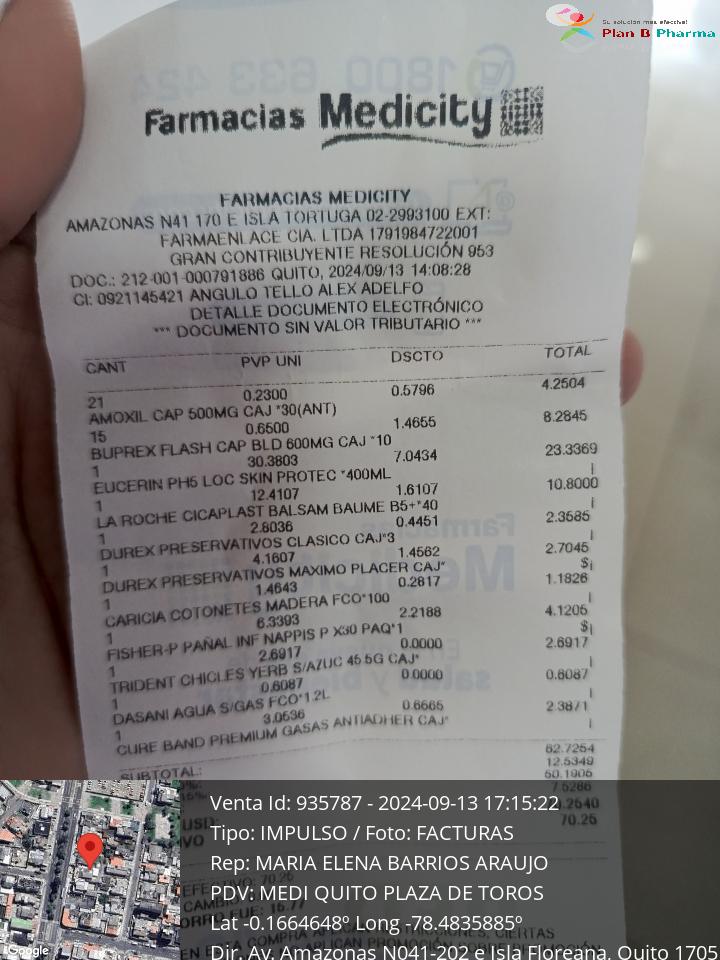 Su solución más efectiva!
Plan B Pharma
Farmacias Medicity
FARMACIAS MEDICITY
AMAZONAS N41 170 E ISLA TORTUGA 02-2993100 EXT:
FARMAENLACE CIA. LTDA 1791984722001
GRAN CONTRIBUYENTE RESOLUCIÓN 953
DOC.: 212-001-000791886 QUITO, 2024/09/13 14:08:28
CI: 0921145421 ANGULO TELLO ALEX ADELFO
DETALLE DOCUMENTO ELECTRÓNICO
*** DOCUMENTO SIN VALOR TRIBUTARIO ***
CANT PVP UNI DSCTO TOTAL
21 0.2300 0.5796 4.2504
AMOXIL CAP 500MG CAJ *30(ANT)
15 0.6500 1.4655 8.2845
BUPREX FLASH CAP BLD 600MG CAJ *10
1 30.3803 7.0434 23.3369
EUCERIN PH5 LOC SKIN PROTEC *400ML
1 12.4107 1.6107 10.8000
LA ROCHE CICAPLAST BALSAM BAUME B5+*40
1 2.8036 0.4451 2.3585
DUREX PRESERVATIVOS CLASICO CAJ*3
1 4.1607 1.4562 2.7045
DUREX PRESERVATIVOS MAXIMO PLACER CAJ*
1 1.4643 0.2817 1.1826
CARICIA COTONETES MADERA FCO*100
1 6.3393 2.2188 4.1205
FISHER-P PAÑAL INF NAPPIS P X30 PAQ*1
1 2.6917 0.0000 2.6917
TRIDENT CHICLES YERB S/AZUC 45.5G CAJ*
1 0.6087 0.0000 0.6087
DASANI AGUA S/GAS FCO*1.2L
1 3.0536 0.6665 2.3871
CURE BAND PREMIUM GASAS ANTIADHER CAJ*
SUBTOTAL: 62.7254
12.5349
50.1905
7.5286
USD: 70.25
Venta Id: 935787 - 2024-09-13 17:15:22
Tipo: IMPULSO / Foto: FACTURAS
Rep: MARIA ELENA BARRIOS ARAUJO
PDV: MEDI QUITO PLAZA DE TOROS
Lat -0.1664648º Long -78.4835885º
Dir. Av. Amazonas N041-202 e Isla Floreana, Quito 1705
Google